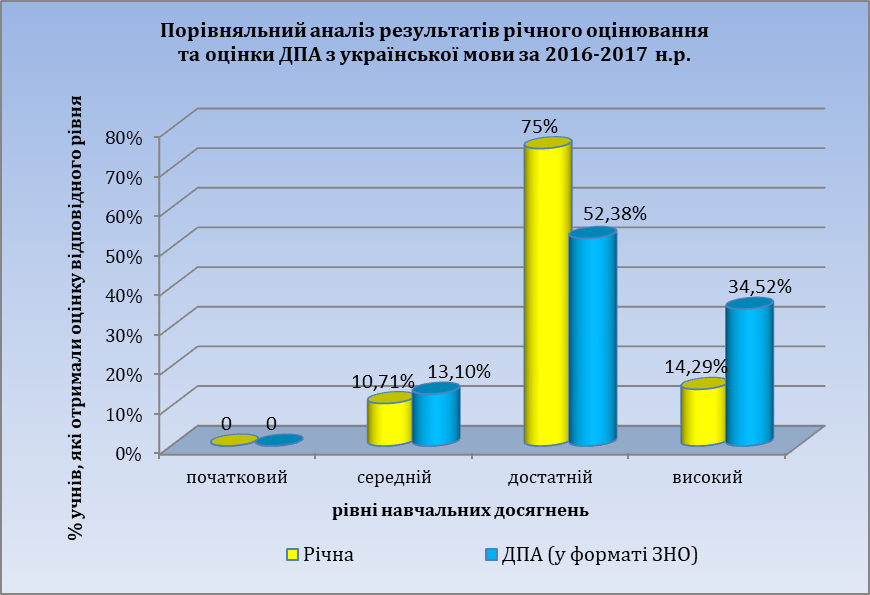 Порівняльний аналіз результатів річного оцінювання
та оцінки ДПА з української мови за 2016-2017 н.р.
% учнів, які отримали оцінку відповідного рівня
80%
70%
60%
50%
40%
30%
20%
10%
0%
0
0
10,71%
13,10%
75%
52,38%
14,29%
34,52%
початковий
середній
достатній
високий
рівні навчальних досягнень
Річна
ДПА (у форматі ЗНО)